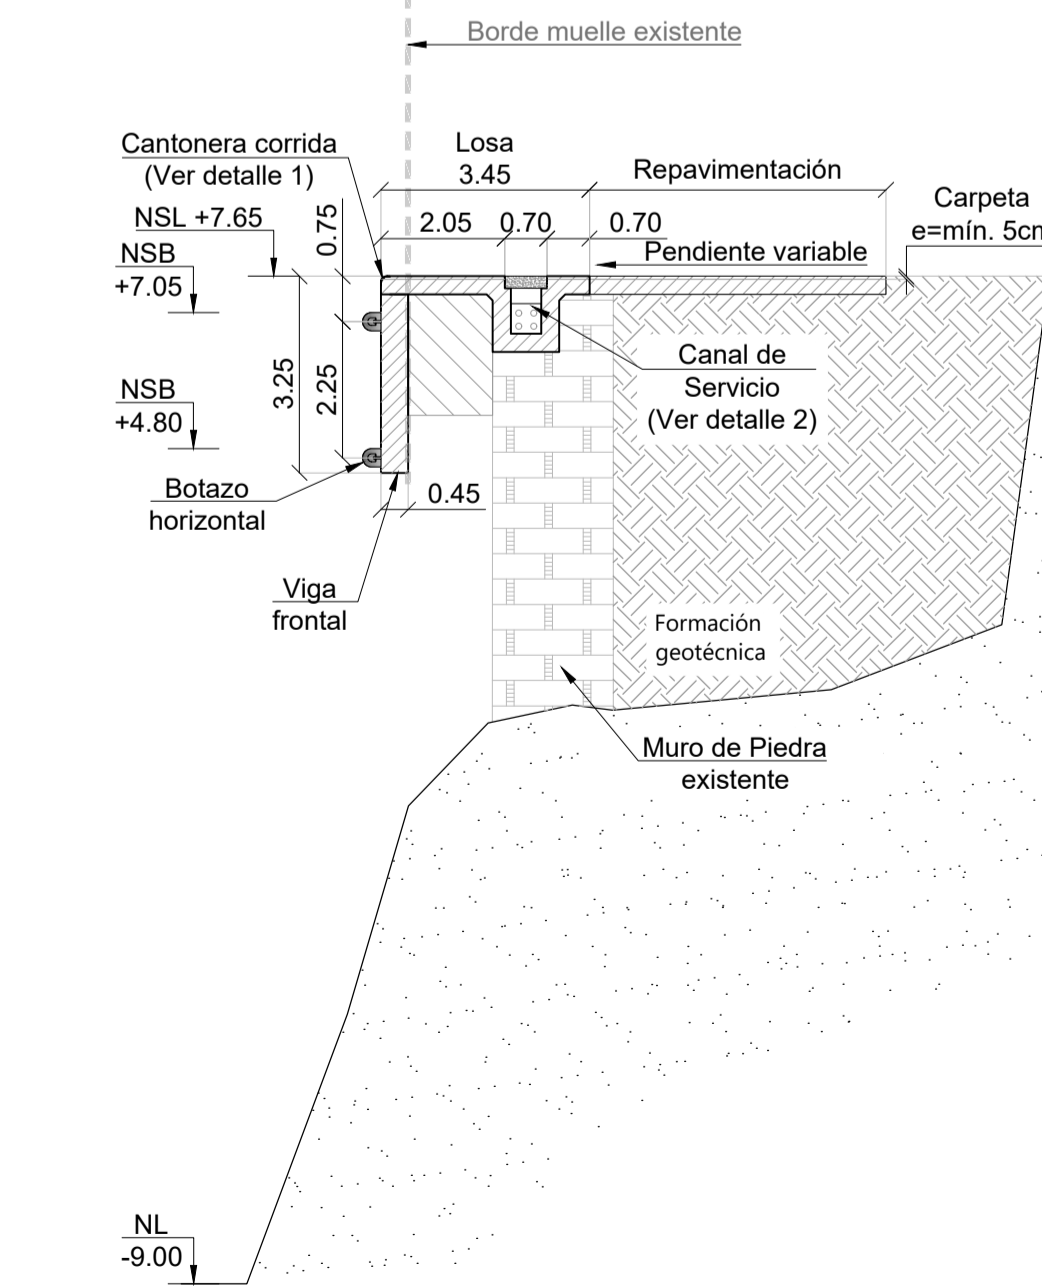 Borde muelle existente
Cantonera corrida
(Ver detalle 1)
Losa
3.45
Repavimentación
Carpeta
e=mín. 5cm
NSL +7.65
0.75
2.05
0.70
0.70
Pendiente variable
NSB
+7.05
3.25
2.25
Canal de
Servicio
(Ver detalle 2)
NSB
+4.80
Botazo
horizontal
0.45
Viga
frontal
Formación
geotécnica
Muro de Piedra
existente
NL
-9.00